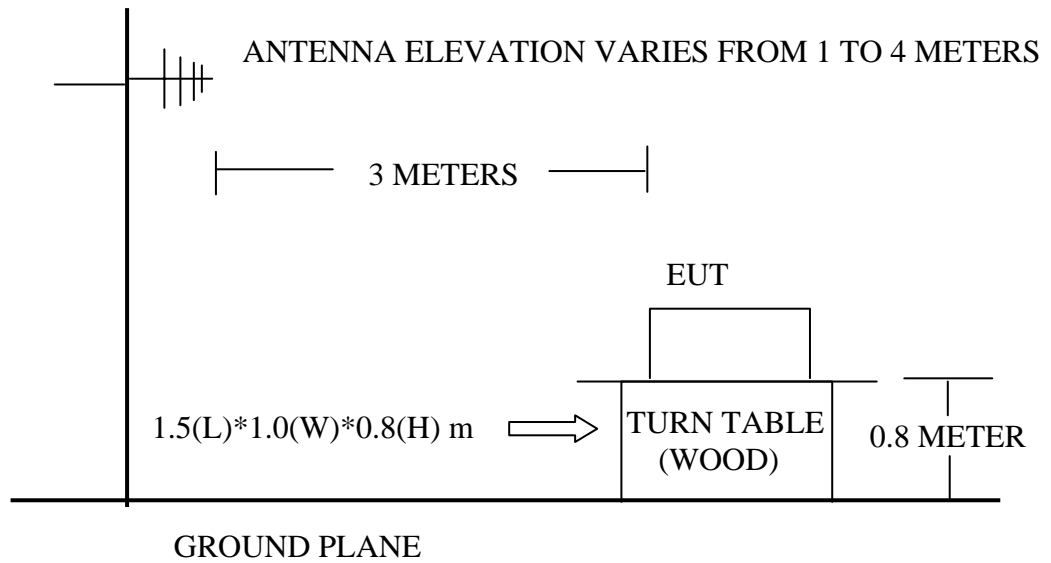 ANTENNA ELEVATION VARIES FROM 1 TO 4 METERS
3 METERS
EUT
1.5(L)*1.0(W)*0.8(H) m
TURN TABLE
(WOOD)
0.8 METER
GROUND PLANE